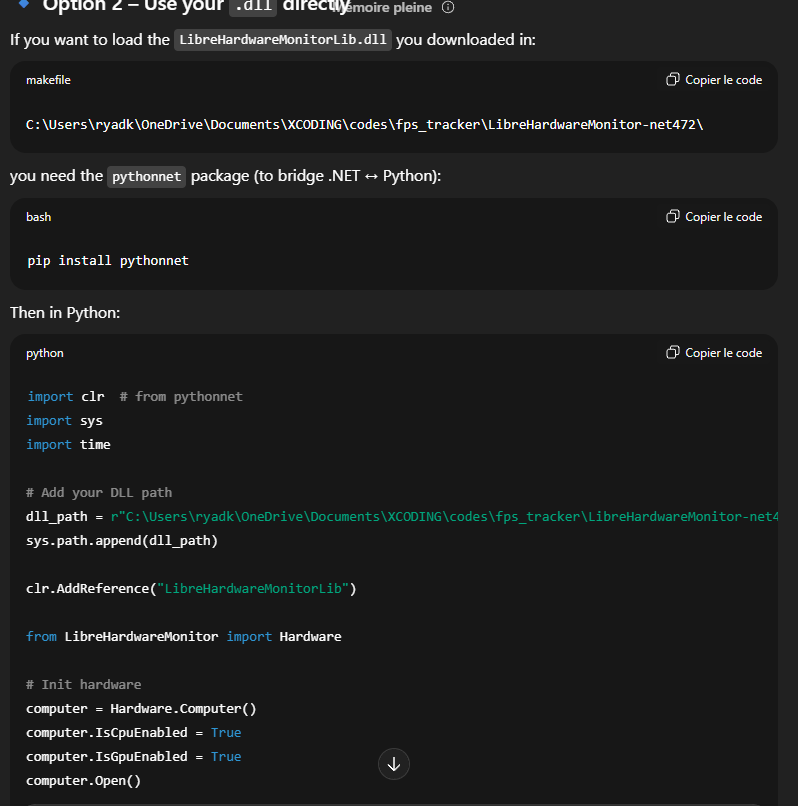 Option 2 – Use your .dll directly
Mémoire pleine
If you want to load the LibreHardwareMonitorLib.dll you downloaded in:
makefile
Copier le code
C:\Users\ryadk\OneDrive\Documents\XCODING\codes\fps_tracker\LibreHardwareMonitor-net472\
you need the pythonnet package (to bridge .NET ↔ Python):
bash
Copier le code
pip install pythonnet
Then in Python:
python
Copier le code
import clr  # from pythonnet
import sys
import time
# Add your DLL path
dll_path = r"C:\Users\ryadk\OneDrive\Documents\XCODING\codes\fps_tracker\LibreHardwareMonitor-net4
sys.path.append(dll_path)
clr.AddReference("LibreHardwareMonitorLib")
from LibreHardwareMonitor import Hardware
# Init hardware
computer = Hardware.Computer()
computer.IsCpuEnabled = True
computer.IsGpuEnabled = True
computer.Open()